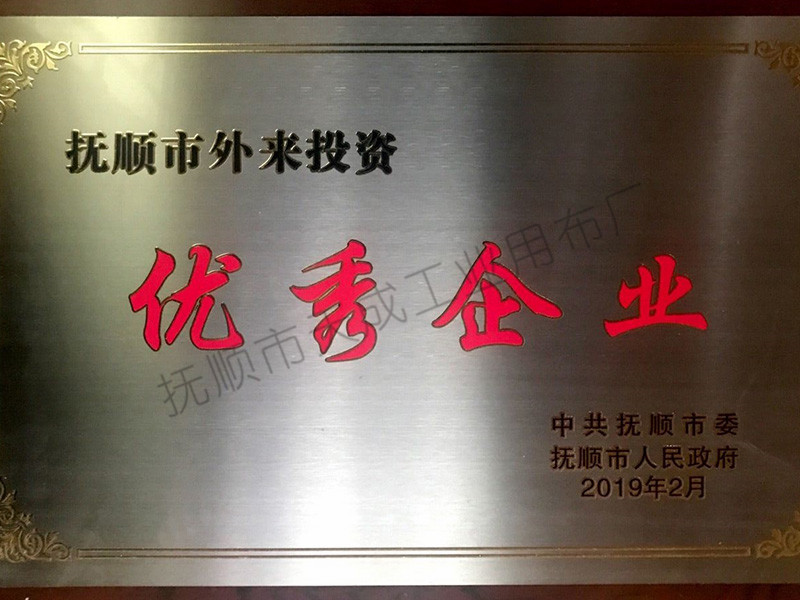 抚顺市外来投资
优秀企业
抚顺市天成工业用布厂
中共抚顺市委
抚顺市人民政府
2019年2月